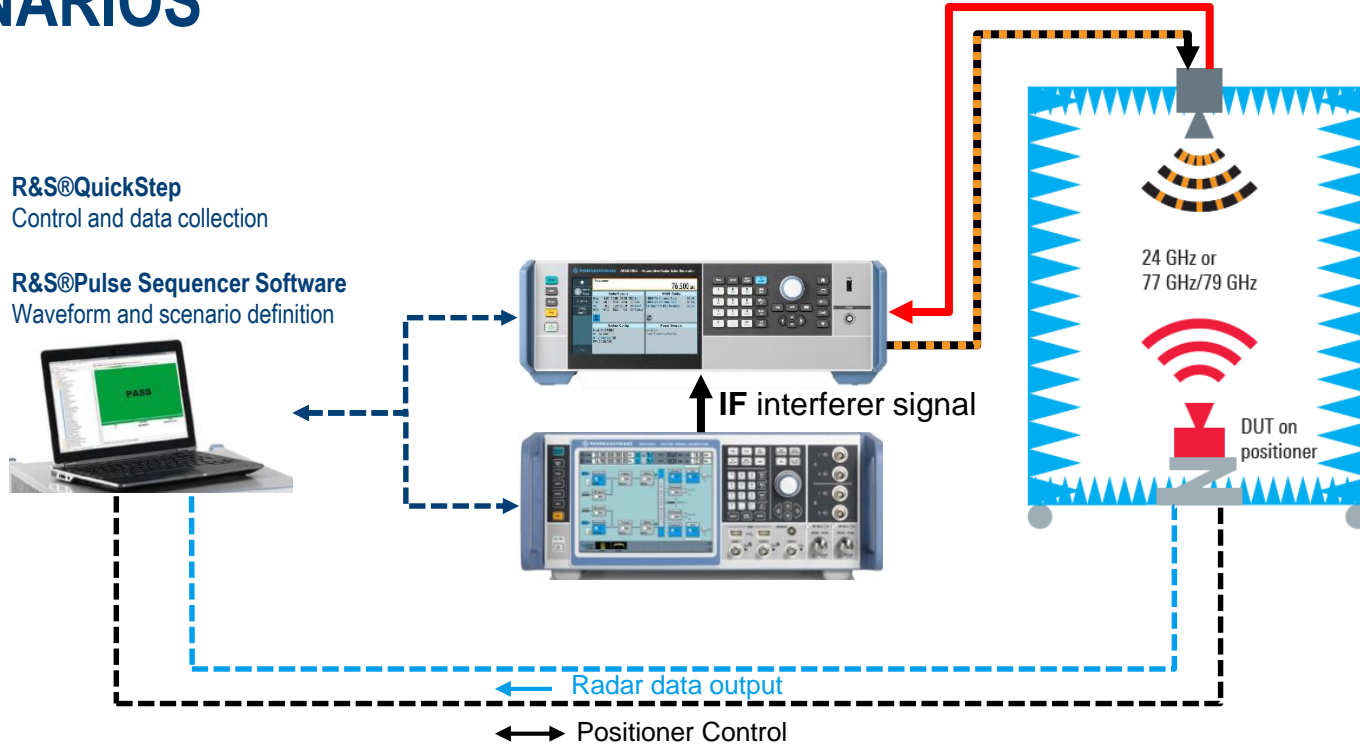 NARIOS
R&S®QuickStep
Control and data collection
R&S®Pulse Sequencer Software
Waveform and scenario definition
PASS
76.500
IF interferer signal
24 GHz or
77 GHz/79 GHz
DUT on
positioner
Radar data output
Positioner Control